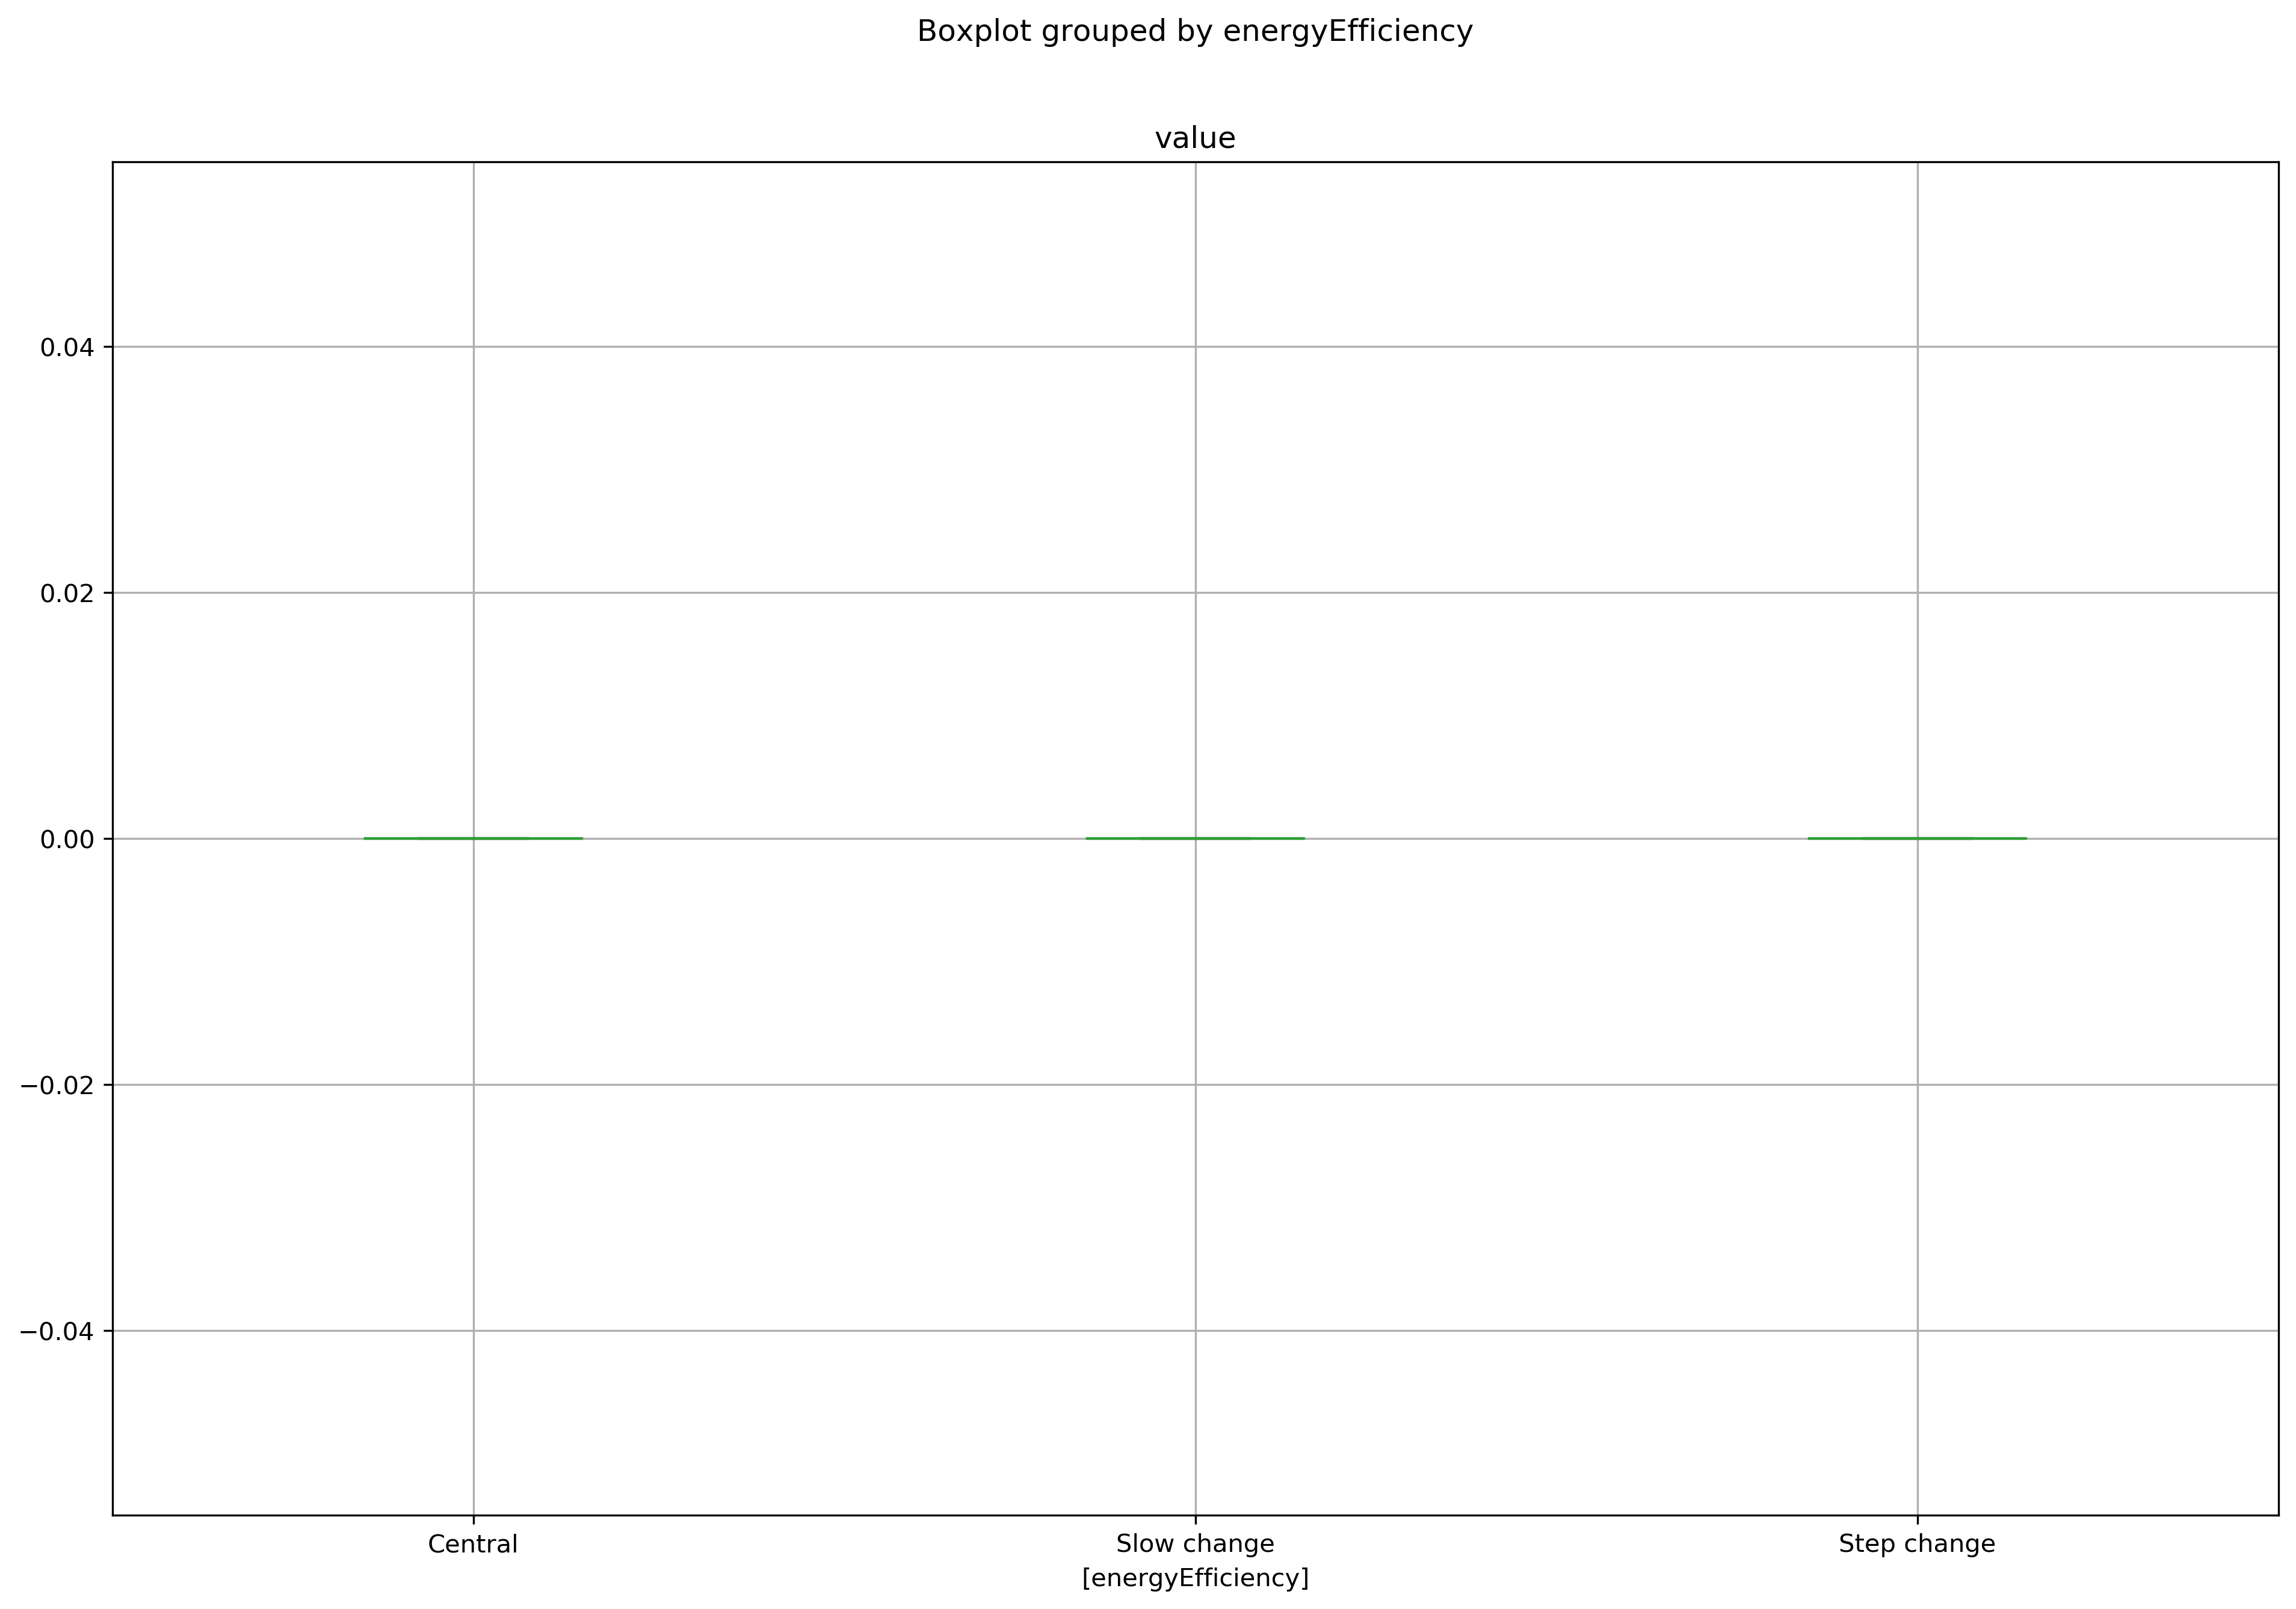 Boxplot grouped by energyEfficiency
value
0.04
0.02
0.00
−0.02
−0.04
Central Slow change Step change
[energyEfficiency]